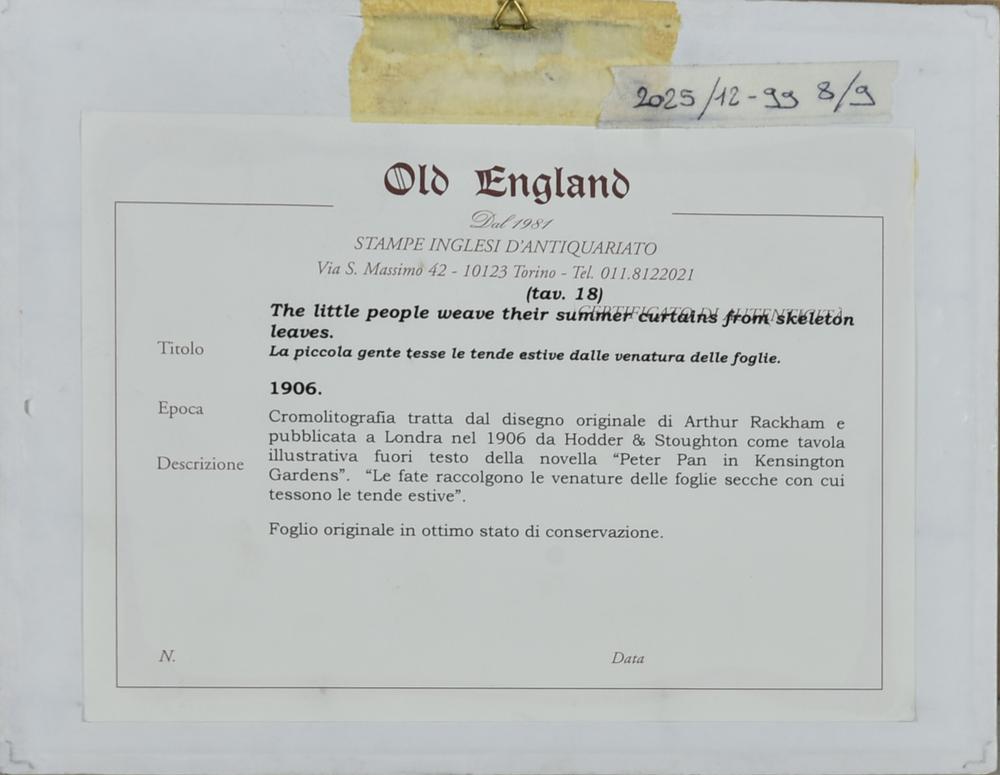 2025/12-99 8/9
Old England
Dal 1981
STAMPE INGLESI D'ANTIQUARIATO
Via S. Massimo 42 - 10123 Torino - Tel. 011.8122021
(tav. 18)
CERTIFICATO DI AUTENTICITÀ
The little people weave their summer curtains from skeleton
leaves.
Titolo
La piccola gente tesse le tende estive dalle venatura delle foglie.
1906.
Epoca
Cromolitografia tratta dal disegno originale di Arthur Rackham e
pubblicata a Londra nel 1906 da Hodder & Stoughton come tavola
illustrativa fuori testo della novella “Peter Pan in Kensington
Descrizione
Gardens”. “Le fate raccolgono le venature delle foglie secche con cui
tessono le tende estive”.
Foglio originale in ottimo stato di conservazione.
N. Data